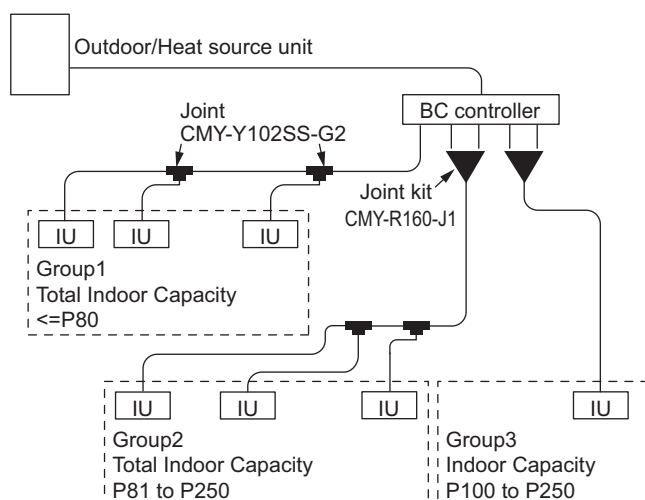 Outdoor/Heat source unit
BC controller
Joint
CMY-Y102SS-G2
Joint kit
CMY-R160-J1
IU
IU
IU
Group1
Total Indoor Capacity
<=P80
IU
IU
IU
Group2
Total Indoor Capacity
P81 to P250
IU
Group3
Indoor Capacity
P100 to P250